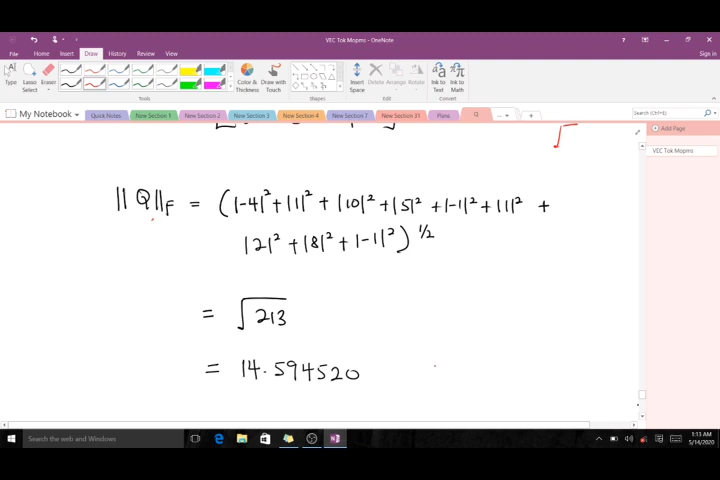 VEC Tok Mopms - OneNote
Sign in
File Home Insert Draw History Review View
Type Lasso Select Eraser Color & Thickness Draw with Touch Insert Space Delete Arrange Rotate Ink to Text Ink to Math
Tools Shapes Edit Convert
My Notebook Quick Notes New Section 1 New Section 2 New Section 3 New Section 4 New Section 7 New Section 31 Plans Q Search (Ctrl+E)
Add Page
VEC Tok Mopms
||Q||F = (|-4|² + |1|² + |10|² + |5|² + |-1|² + |1|² +
|2|² + |8|² + |-1|²)^1/2
= √213
= 14.594520
Search the web and Windows
1:13 AM
5/14/2020